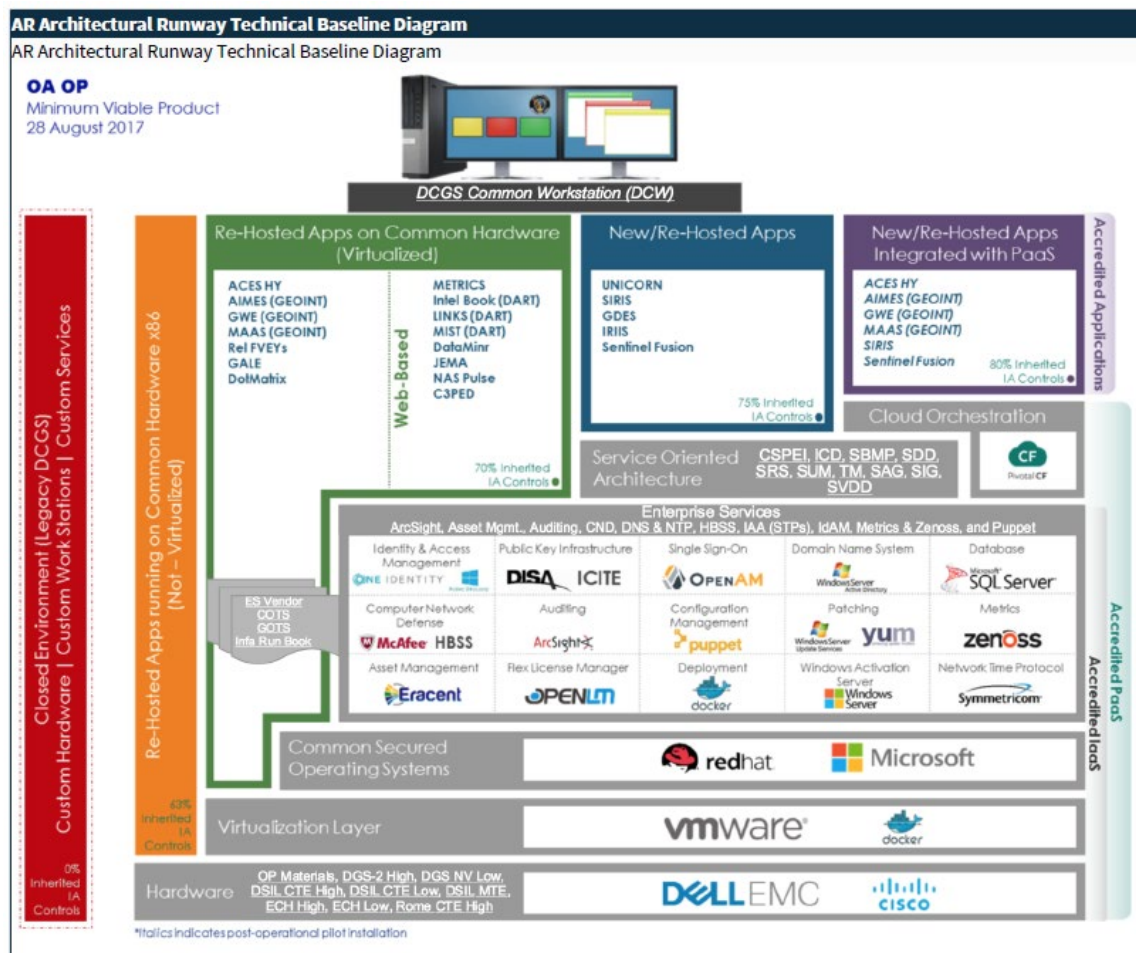 AR Architectural Runway Technical Baseline Diagram
AR Architectural Runway Technical Baseline Diagram
OA OP
Minimum Viable Product
28 August 2017
DCGS Common Workstation (DCW)
Closed Environment (Legacy DCGS)
Custom Hardware | Custom Work Stations | Custom Services
0%
Inherited
IA
Controls
Re-Hosted Apps running on Common Hardware x86
(Not – Virtualized)
63%
Inherited
IA
Controls
Re-Hosted Apps on Common Hardware
(Virtualized)
ACES HY
AIMES (GEOINT)
GWE (GEOINT)
MAAS (GEOINT)
Rel FVEYs
GALE
DotMatrix
Web-Based
METRICS
Intel Book (DART)
LINKS (DART)
MIST (DART)
DataMinr
JEMA
NAS Pulse
C3PED
70% Inherited
IA Controls
New/Re-Hosted Apps
UNICORN
SIRIS
GDES
IRIIS
Sentinel Fusion
75% Inherited
IA Controls
New/Re-Hosted Apps
Integrated with PaaS
ACES HY
AIMES (GEOINT)
GWE (GEOINT)
MAAS (GEOINT)
SIRIS
Sentinel Fusion
80% Inherited
IA Controls
Accredited Applications
Cloud Orchestration
CF
Pivotal CF
Service Oriented
Architecture
CSPEI, ICD, SBMP, SDD,
SRS, SUM, TM, SAG, SIG,
SVDD
Enterprise Services
ArcSight, Asset Mgmt., Auditing, CND, DNS & NTP, HBSS, IAA (STPs), IdAM, Metrics & Zenoss, and Puppet
Identity & Access
Management
ONE IDENTITY
Public Key Infrastructure
DISA ICITE
Single Sign-On
OPENAM
Domain Name System
Windows Server
Active Directory
Database
Microsoft
SQL Server
ES Vendor
COTS
GOTS
Infa Run Book
Computer Network
Defense
McAfee HBSS
Auditing
ArcSight
Configuration
Management
puppet
Patching
Windows Server
Update Services
yum
Metrics
zenoss
Asset Management
Eracent
Flex License Manager
OPENLM
Deployment
docker
Windows Activation
Server
Windows
Server
Network Time Protocol
Symmetricom
Accredited PaaS
Accredited IaaS
Common Secured
Operating Systems
redhat
Microsoft
Virtualization Layer
vmware
docker
Hardware
OP Materials, DGS-2 High, DGS NV Low,
DSIL CTE High, DSIL CTE Low, DSIL MTE,
ECH High, ECH Low, Rome CTE High
DELL EMC
CISCO
*Italics indicates post-operational pilot installation